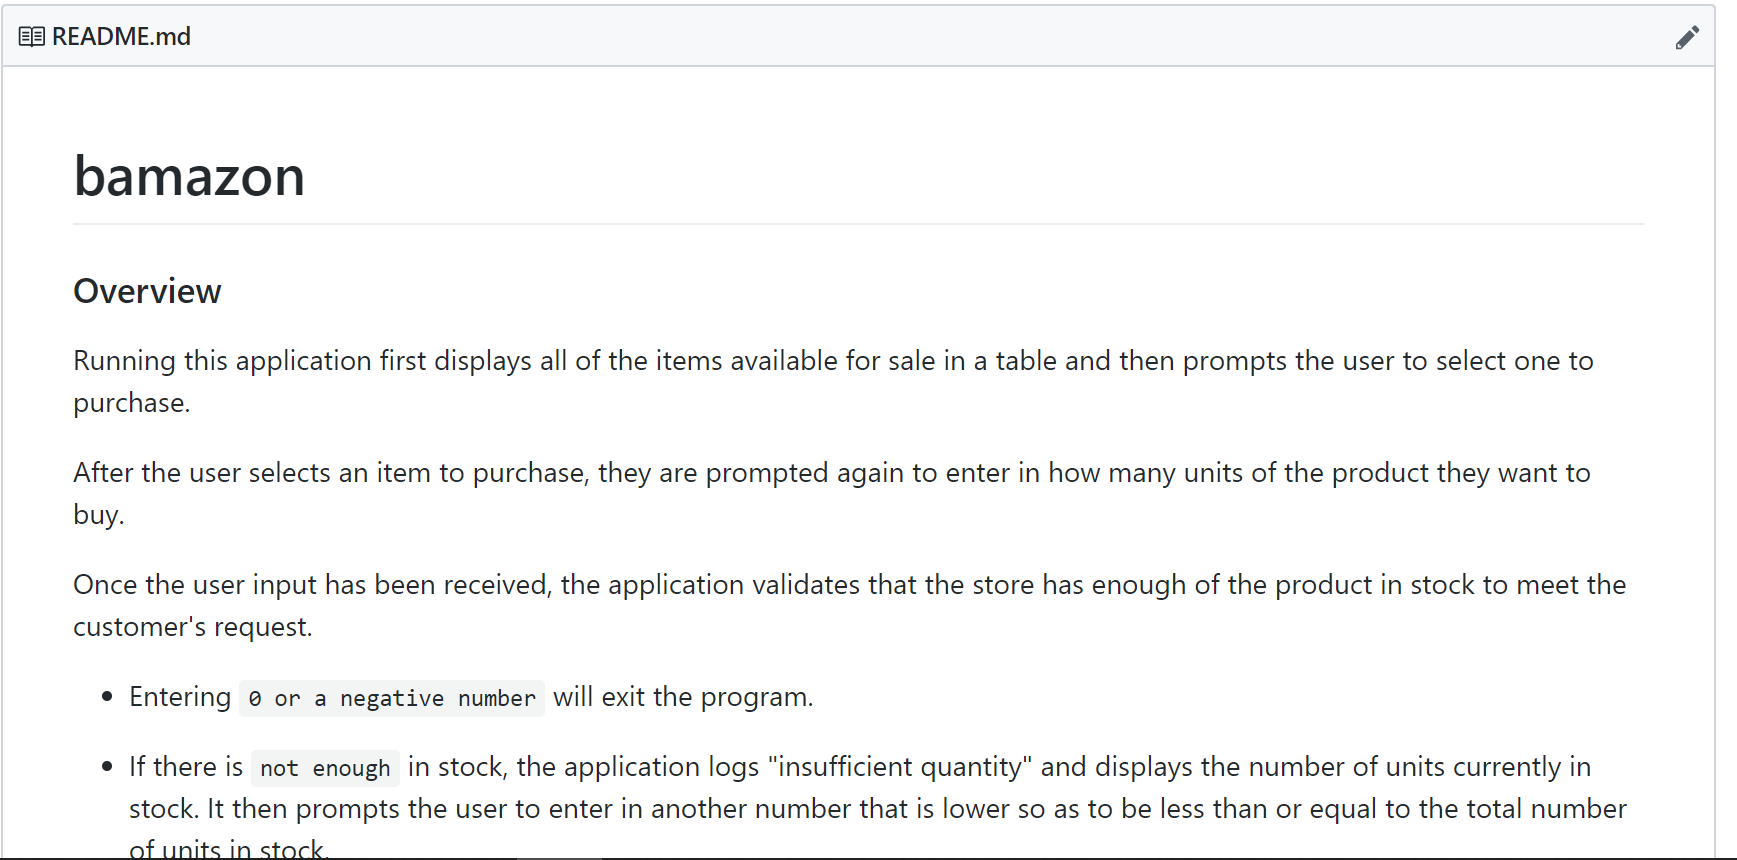 README.md
bamazon
Overview
Running this application first displays all of the items available for sale in a table and then prompts the user to select one to
purchase.
After the user selects an item to purchase, they are prompted again to enter in how many units of the product they want to
buy.
Once the user input has been received, the application validates that the store has enough of the product in stock to meet the
customer's request.
Entering 0 or a negative number will exit the program.
If there is not enough in stock, the application logs "insufficient quantity" and displays the number of units currently in
stock. It then prompts the user to enter in another number that is lower so as to be less than or equal to the total number
of units in stock.